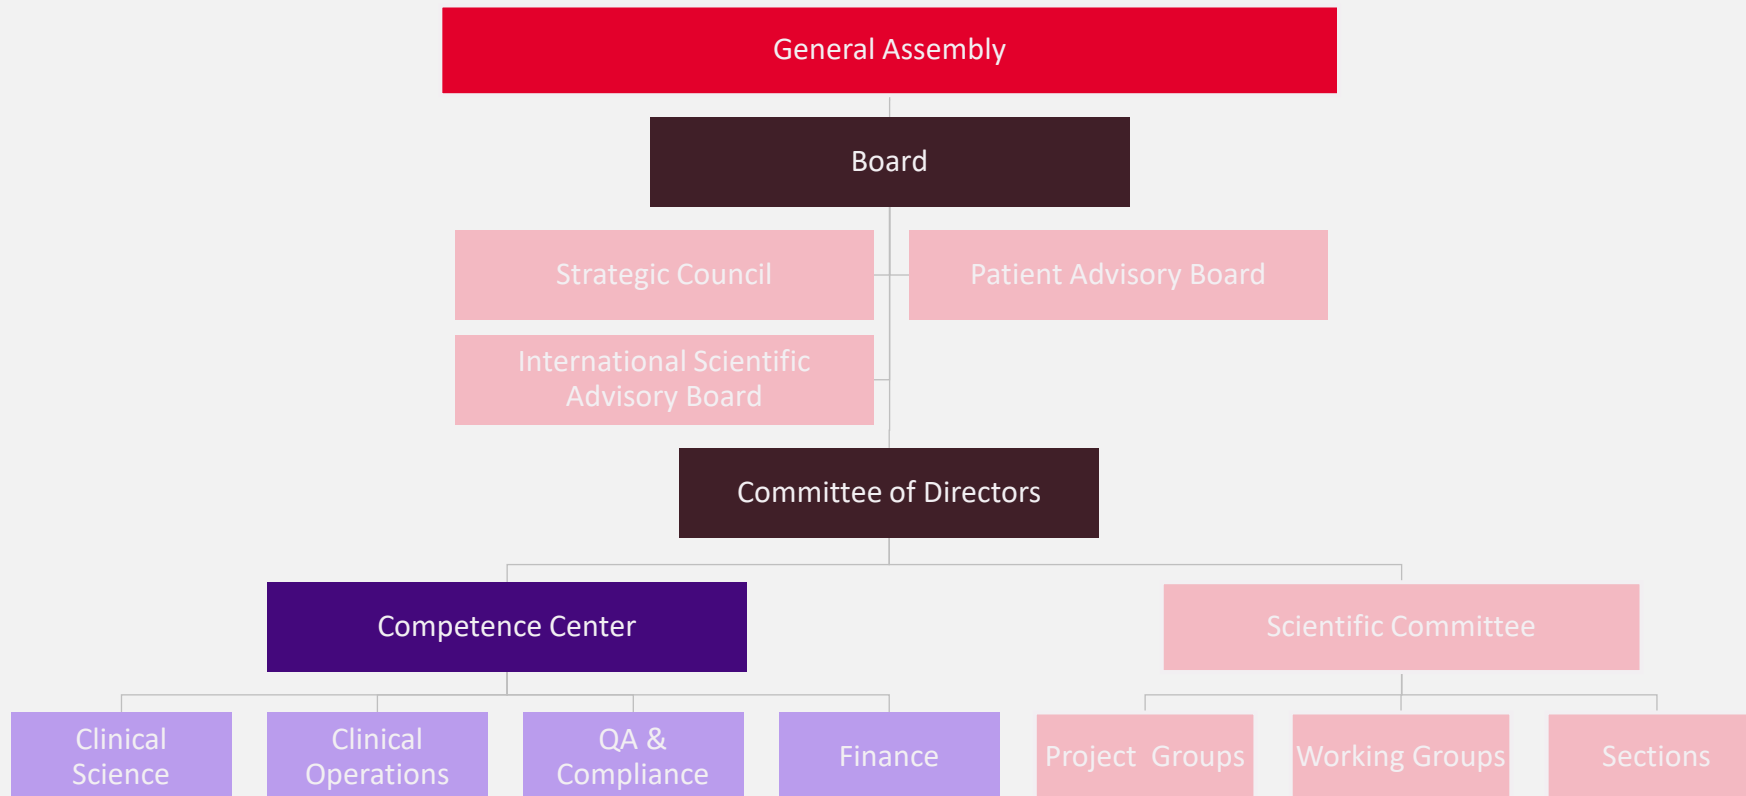 General Assembly
Board
Strategic Council
Patient Advisory Board
International Scientific
Advisory Board
Committee of Directors
Competence Center
Scientific Committee
Clinical
Science
Clinical
Operations
QA &
Compliance
Finance
Project  Groups
Working Groups
Sections